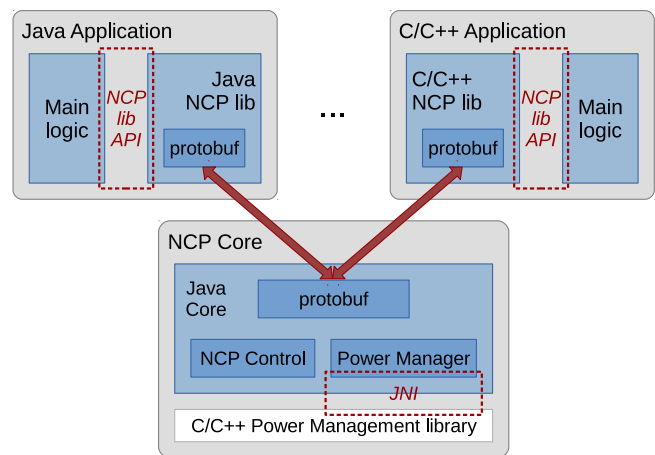 Java Application
Main
logic
NCP
lib
API
Java
NCP lib
protobuf
...
C/C++ Application
C/C++
NCP lib
protobuf
NCP
lib
API
Main
logic
NCP Core
Java
Core
protobuf
NCP Control
Power Manager
JNI
C/C++ Power Management library